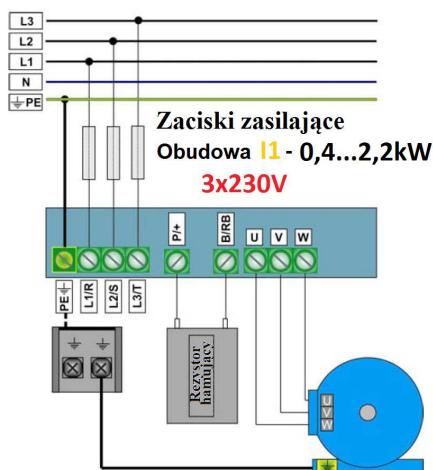 L3
L2
L1
N
⏚ PE
Zaciski zasilające
Obudowa I1 - 0,4...2,2kW
3x230V
P/+
B/RB
U
V
W
PE⏚
L1/R
L2/S
L3/T
Rezystor
hamujący
U
V
W